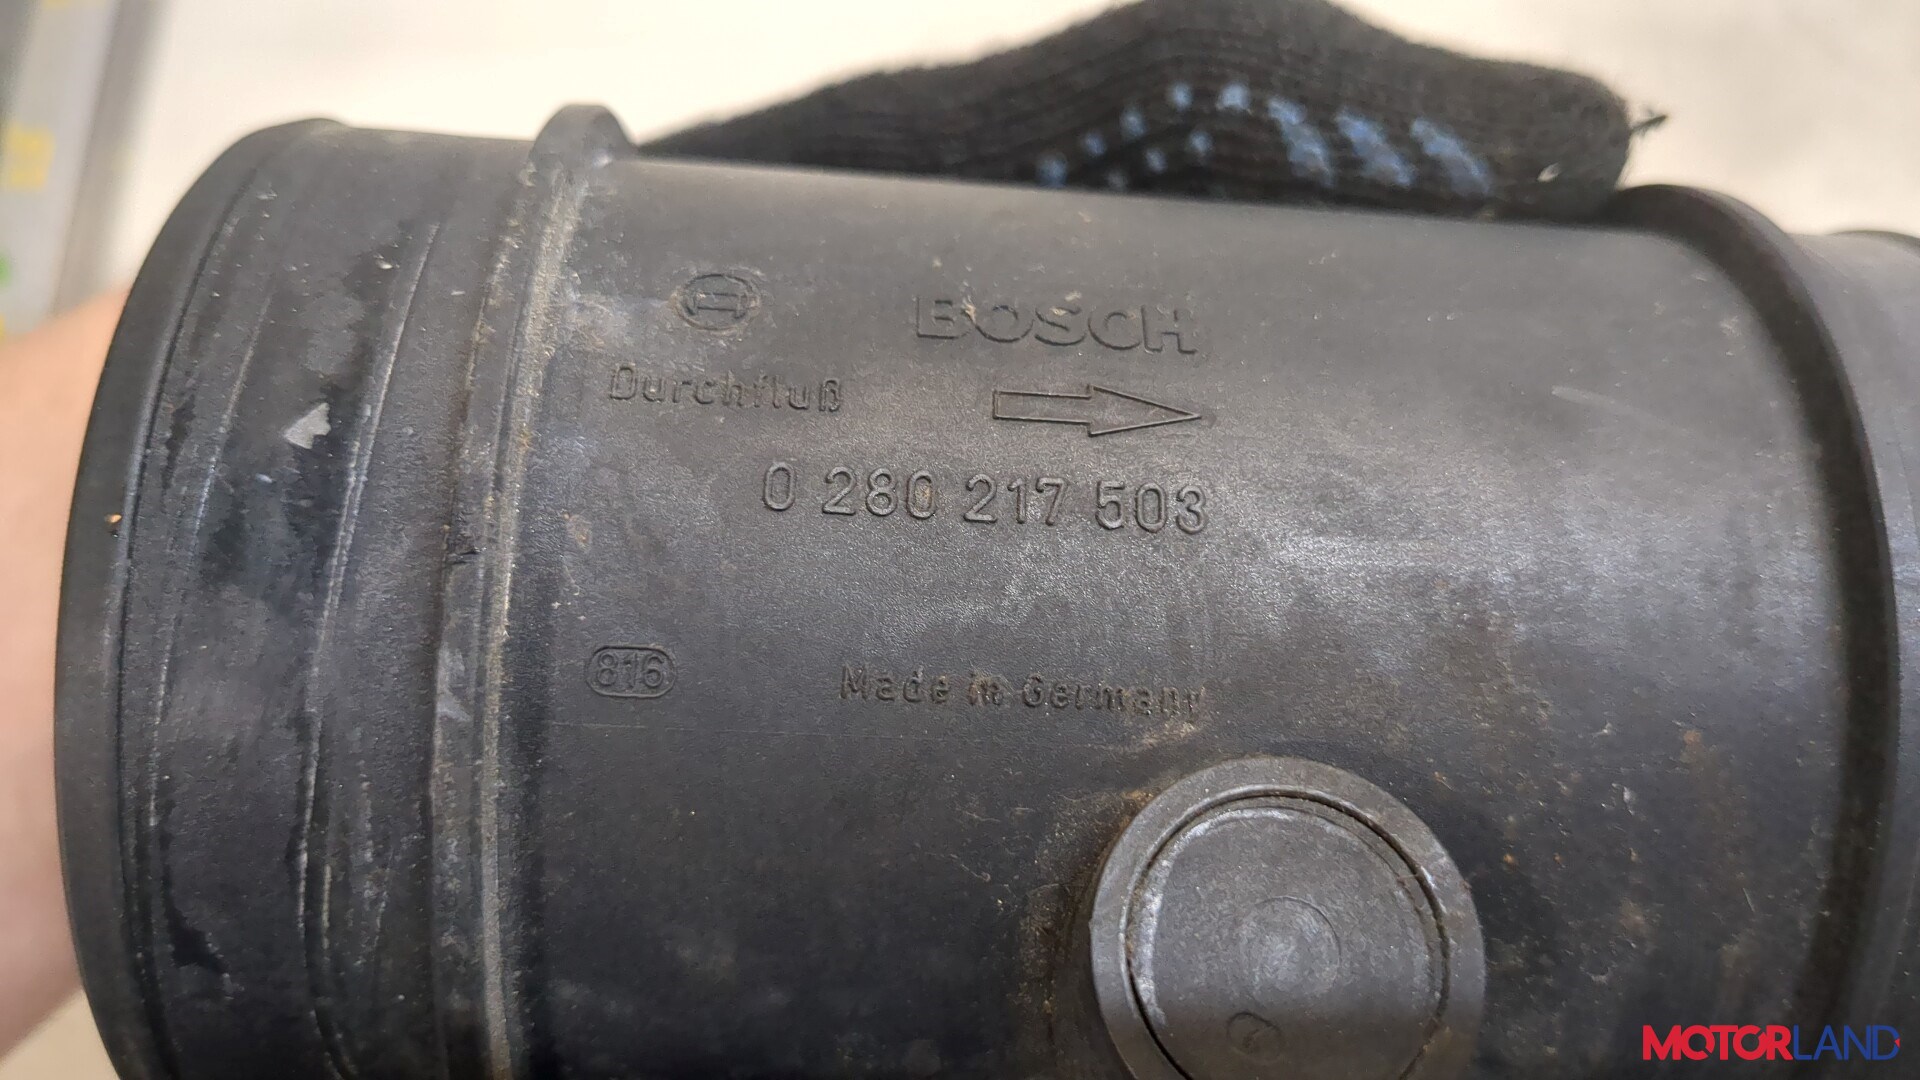 BOSCH
Durchfluß
0 280 217 503
816
Made in Germany
MOTORLAND